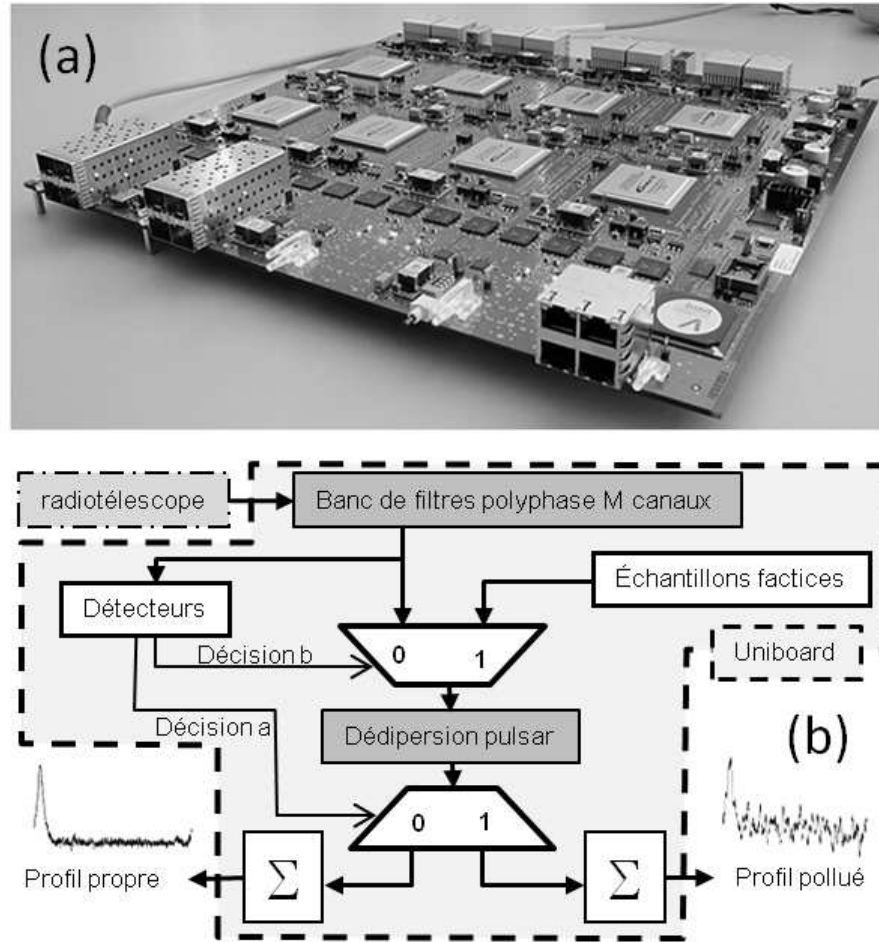 (a)
radiotélescope
Banc de filtres polyphase M canaux
Échantillons factices
Détecteurs
0 1
Décision b
Uniboard
Décision a
Dédipersion pulsar
(b)
0 1
Profil propre
Σ
Σ
Profil pollué